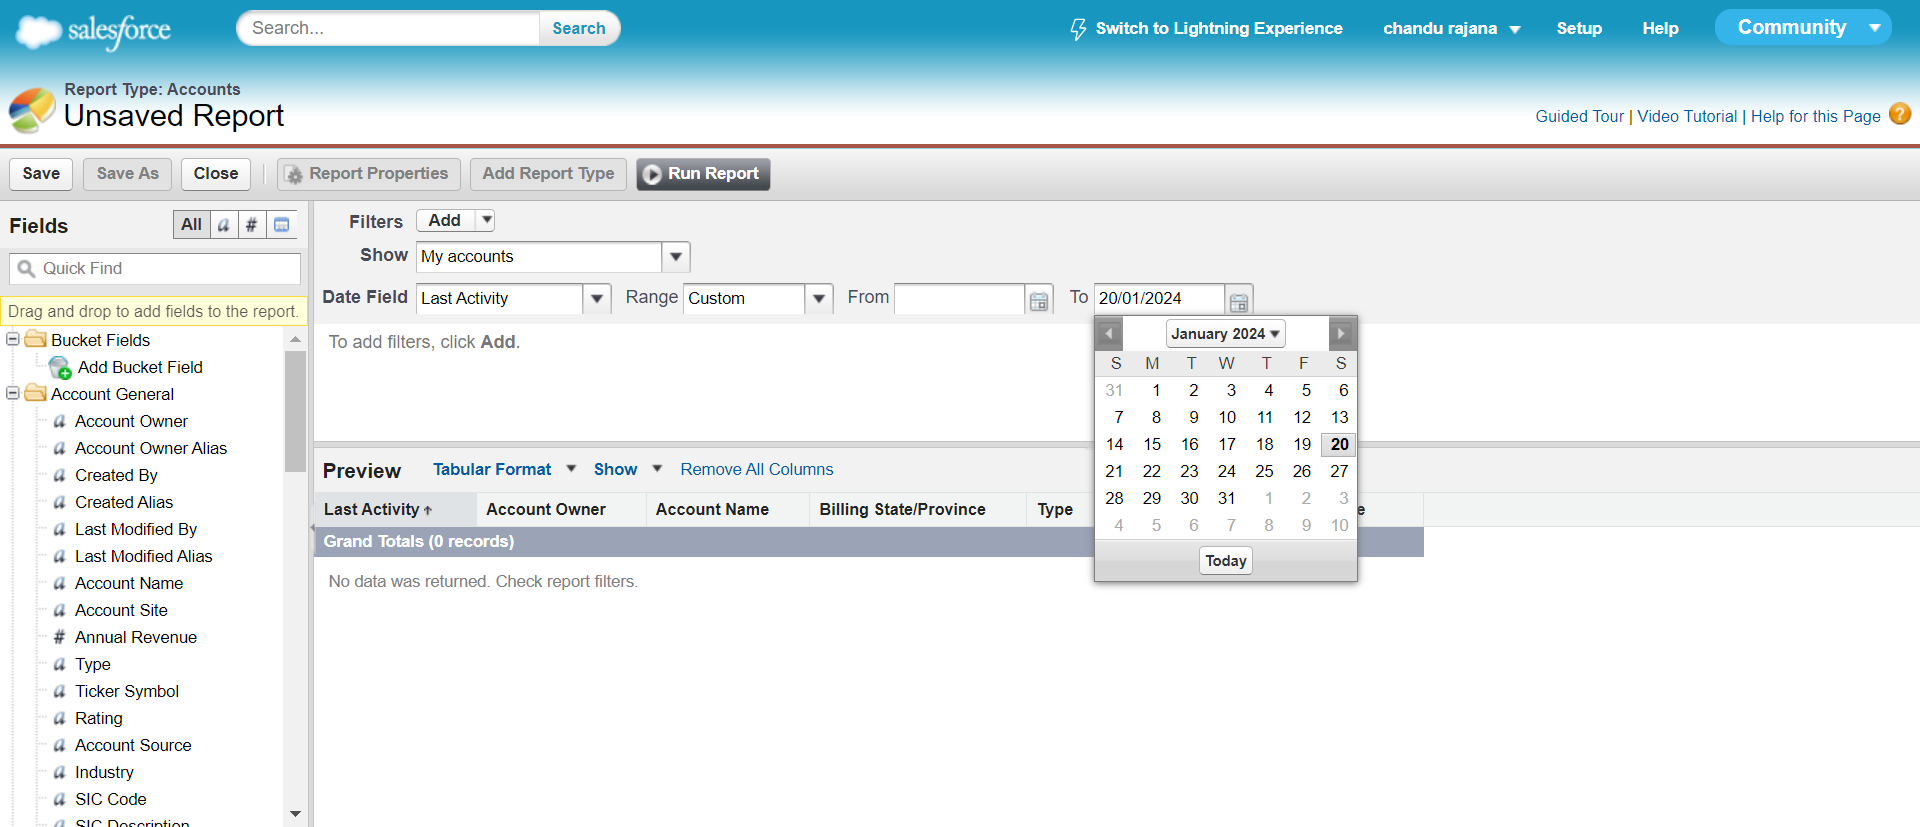 salesforce
Search...
Search
Switch to Lightning Experience
chandu rajana
Setup
Help
Community
Report Type: Accounts
Unsaved Report
Guided Tour | Video Tutorial | Help for this Page ?
Save
Save As
Close
Report Properties
Add Report Type
Run Report
Fields
All
a
#
Quick Find
Drag and drop to add fields to the report.
Bucket Fields
Add Bucket Field
Account General
a Account Owner
a Account Owner Alias
a Created By
a Created Alias
a Last Modified By
a Last Modified Alias
a Account Name
a Account Site
# Annual Revenue
a Type
a Ticker Symbol
a Rating
a Account Source
a Industry
a SIC Code
a SIC Description
Filters
Add
Show
My accounts
Date Field
Last Activity
Range
Custom
From
To
20/01/2024
To add filters, click Add.
January 2024
S M T W T F S
31 1 2 3 4 5 6
7 8 9 10 11 12 13
14 15 16 17 18 19 20
21 22 23 24 25 26 27
28 29 30 31 1 2 3
4 5 6 7 8 9 10
Today
Preview
Tabular Format
Show
Remove All Columns
Last Activity
Account Owner
Account Name
Billing State/Province
Type
e
Grand Totals (0 records)
No data was returned. Check report filters.